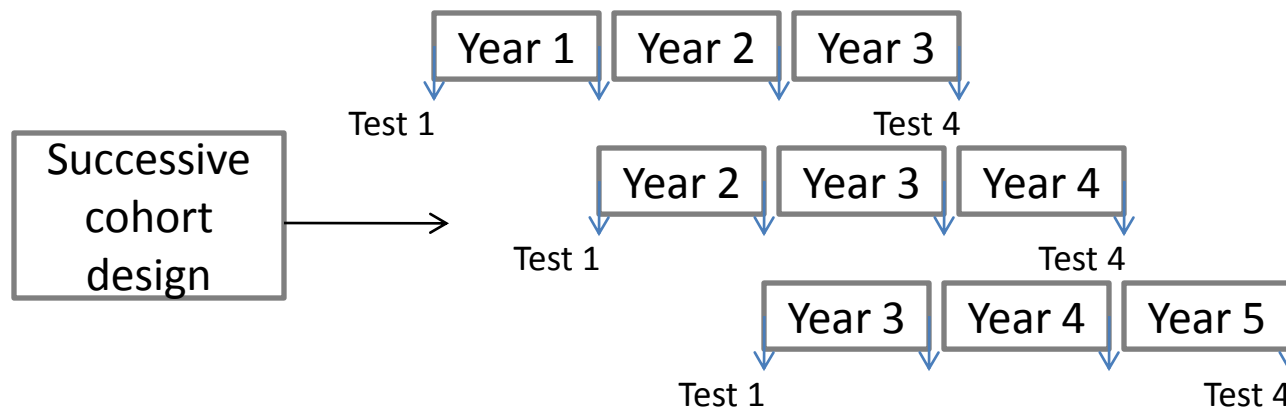 Year 1 Year 2 Year 3
Test 1 Test 4
Successive
cohort
design
Year 2 Year 3 Year 4
Test 1 Test 4
Year 3 Year 4 Year 5
Test 1 Test 4